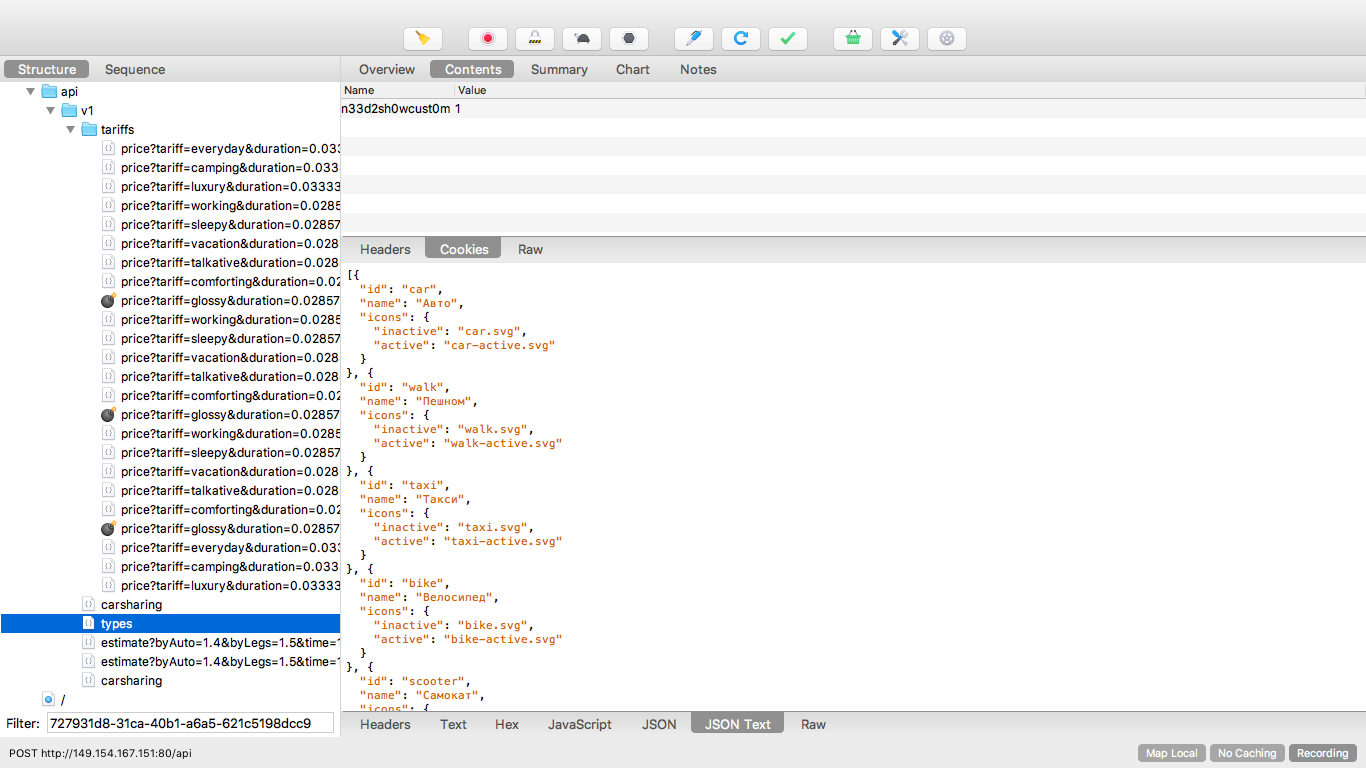 Structure Sequence
Overview Contents Summary Chart Notes
api
v1
tariffs
price?tariff=everyday&duration=0.033
price?tariff=camping&duration=0.033
price?tariff=luxury&duration=0.03333
price?tariff=working&duration=0.0285
price?tariff=sleepy&duration=0.02857
price?tariff=vacation&duration=0.028
price?tariff=talkative&duration=0.028
price?tariff=comforting&duration=0.02
price?tariff=glossy&duration=0.02857
price?tariff=working&duration=0.0285
price?tariff=sleepy&duration=0.02857
price?tariff=vacation&duration=0.028
price?tariff=talkative&duration=0.028
price?tariff=comforting&duration=0.02
price?tariff=glossy&duration=0.02857
price?tariff=working&duration=0.0285
price?tariff=sleepy&duration=0.02857
price?tariff=vacation&duration=0.028
price?tariff=talkative&duration=0.028
price?tariff=comforting&duration=0.02
price?tariff=glossy&duration=0.02857
price?tariff=everyday&duration=0.033
price?tariff=camping&duration=0.033
price?tariff=luxury&duration=0.03333
carsharing
types
estimate?byAuto=1.4&byLegs=1.5&time=1
estimate?byAuto=1.4&byLegs=1.5&time=1
carsharing
/
Filter: 727931d8-31ca-40b1-a6a5-621c5198dcc9
Name Value
n33d2sh0wcust0m 1
Headers Cookies Raw
[{
"id": "car",
"name": "Авто",
"icons": {
"inactive": "car.svg",
"active": "car-active.svg"
}
}, {
"id": "walk",
"name": "Пешном",
"icons": {
"inactive": "walk.svg",
"active": "walk-active.svg"
}
}, {
"id": "taxi",
"name": "Такси",
"icons": {
"inactive": "taxi.svg",
"active": "taxi-active.svg"
}
}, {
"id": "bike",
"name": "Велосипед",
"icons": {
"inactive": "bike.svg",
"active": "bike-active.svg"
}
}, {
"id": "scooter",
"name": "Самокат",
"icons": {
Headers Text Hex JavaScript JSON JSON Text Raw
POST http://149.154.167.151:80/api
Map Local No Caching Recording